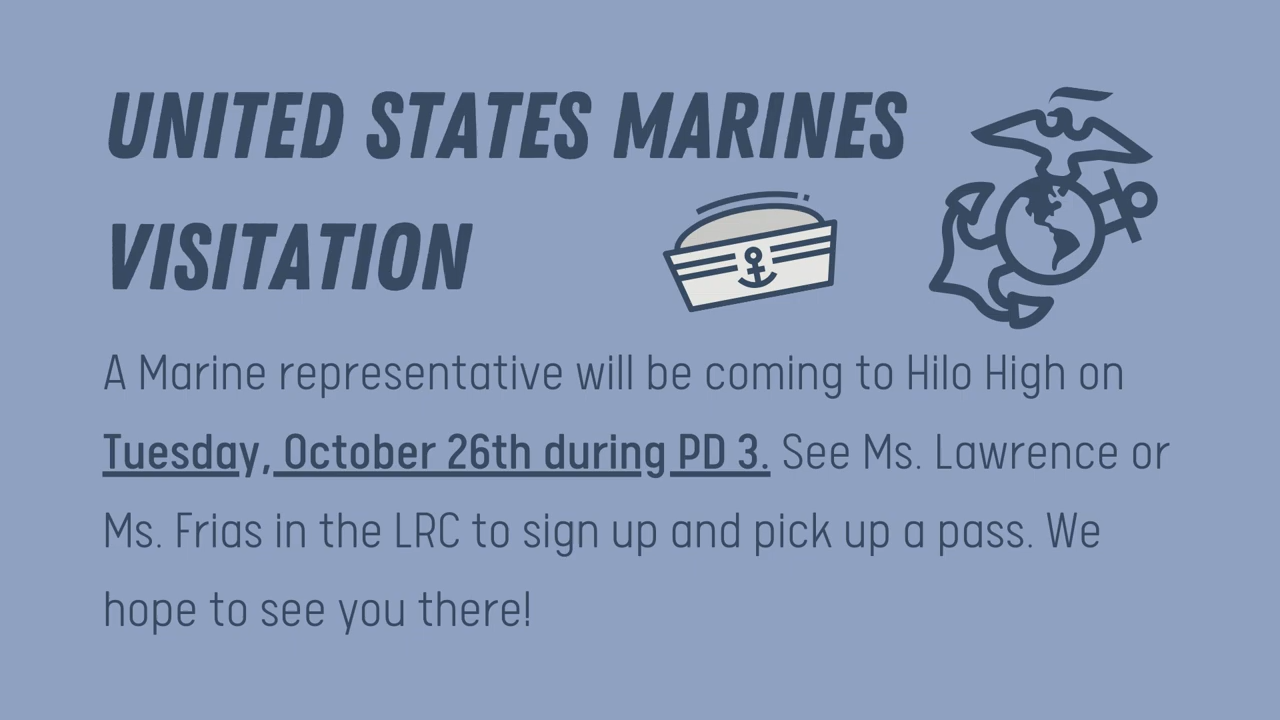 UNITED STATES MARINES
VISITATION
A Marine representative will be coming to Hilo High on
Tuesday, October 26th during PD 3. See Ms. Lawrence or
Ms. Frias in the LRC to sign up and pick up a pass. We
hope to see you there!